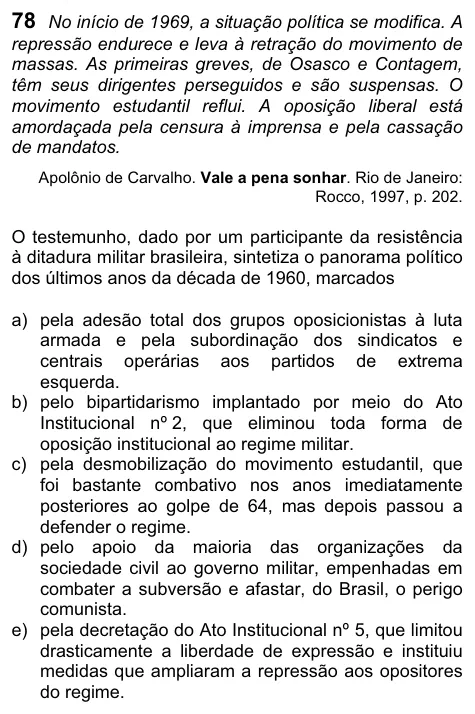 78 No início de 1969, a situação política se modifica. A
repressão endurece e leva à retração do movimento de
massas. As primeiras greves, de Osasco e Contagem,
têm seus dirigentes perseguidos e são suspensas. O
movimento estudantil reflui. A oposição liberal está
amordaçada pela censura à imprensa e pela cassação
de mandatos.
Apolônio de Carvalho. Vale a pena sonhar. Rio de Janeiro:
Rocco, 1997, p. 202.
O testemunho, dado por um participante da resistência
à ditadura militar brasileira, sintetiza o panorama político
dos últimos anos da década de 1960, marcados
a) pela adesão total dos grupos oposicionistas à luta
armada e pela subordinação dos sindicatos e
centrais operárias aos partidos de extrema
esquerda.
b) pelo bipartidarismo implantado por meio do Ato
Institucional nº 2, que eliminou toda forma de
oposição institucional ao regime militar.
c) pela desmobilização do movimento estudantil, que
foi bastante combativo nos anos imediatamente
posteriores ao golpe de 64, mas depois passou a
defender o regime.
d) pelo apoio da maioria das organizações da
sociedade civil ao governo militar, empenhadas em
combater a subversão e afastar, do Brasil, o perigo
comunista.
e) pela decretação do Ato Institucional nº 5, que limitou
drasticamente a liberdade de expressão e instituiu
medidas que ampliaram a repressão aos opositores
do regime.